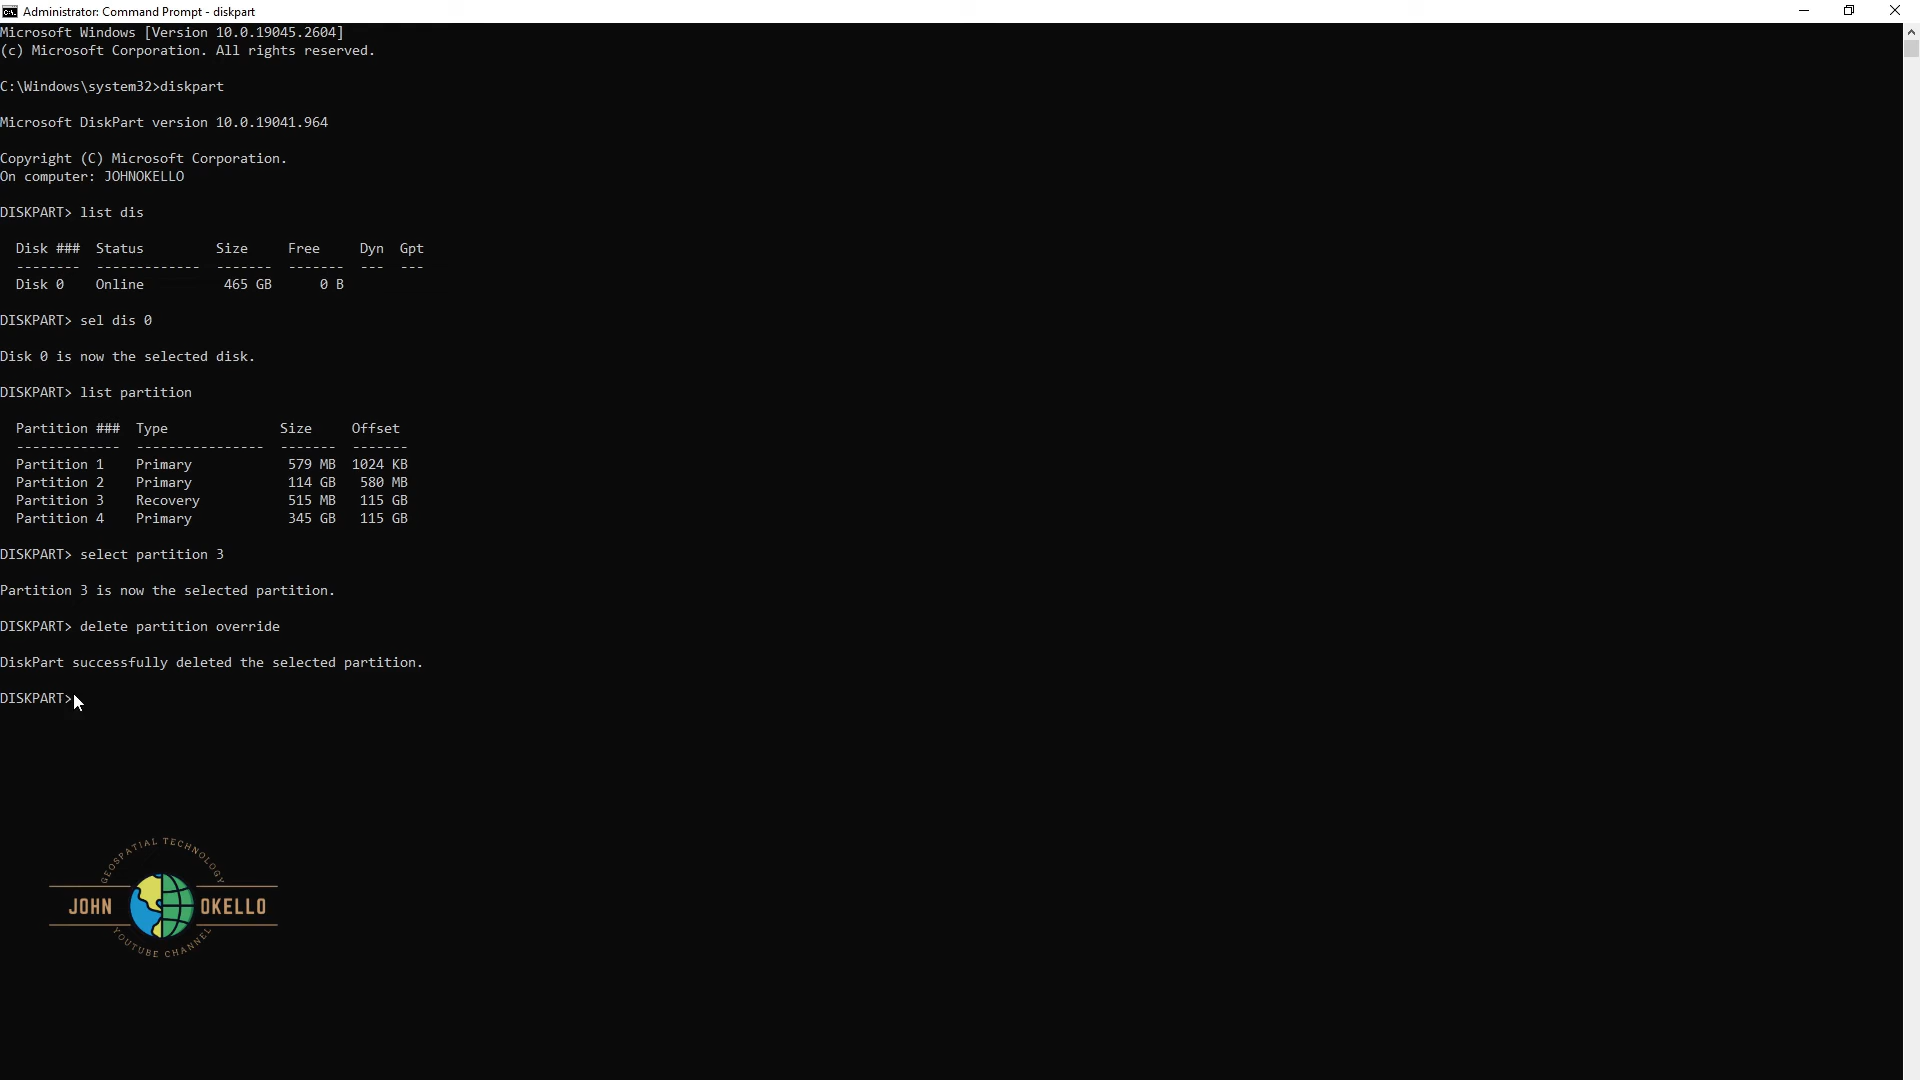 Administrator: Command Prompt - diskpart
Microsoft Windows [Version 10.0.19045.2604]
(c) Microsoft Corporation. All rights reserved.
C:\Windows\system32>diskpart
Microsoft DiskPart version 10.0.19041.964
Copyright (C) Microsoft Corporation.
On computer: JOHNOKELLO
DISKPART> list dis
Disk ###  Status         Size     Free     Dyn  Gpt
--------  -------------  -------  -------  ---  ---
Disk 0    Online          465 GB      0 B
DISKPART> sel dis 0
Disk 0 is now the selected disk.
DISKPART> list partition
Partition ###  Type              Size     Offset
-------------  ----------------  -------  -------
Partition 1    Primary            579 MB  1024 KB
Partition 2    Primary            114 GB   580 MB
Partition 3    Recovery           515 MB   115 GB
Partition 4    Primary            345 GB   115 GB
DISKPART> select partition 3
Partition 3 is now the selected partition.
DISKPART> delete partition override
DiskPart successfully deleted the selected partition.
DISKPART>
GEOSPATIAL TECHNOLOGY
JOHN OKELLO
YOUTUBE CHANNEL